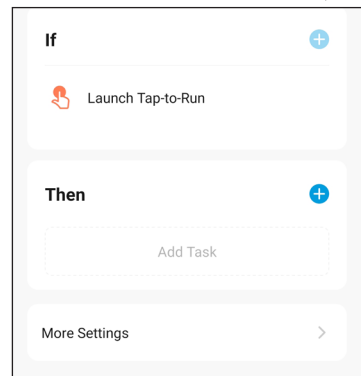 If
Launch Tap-to-Run
Then
Add Task
More Settings